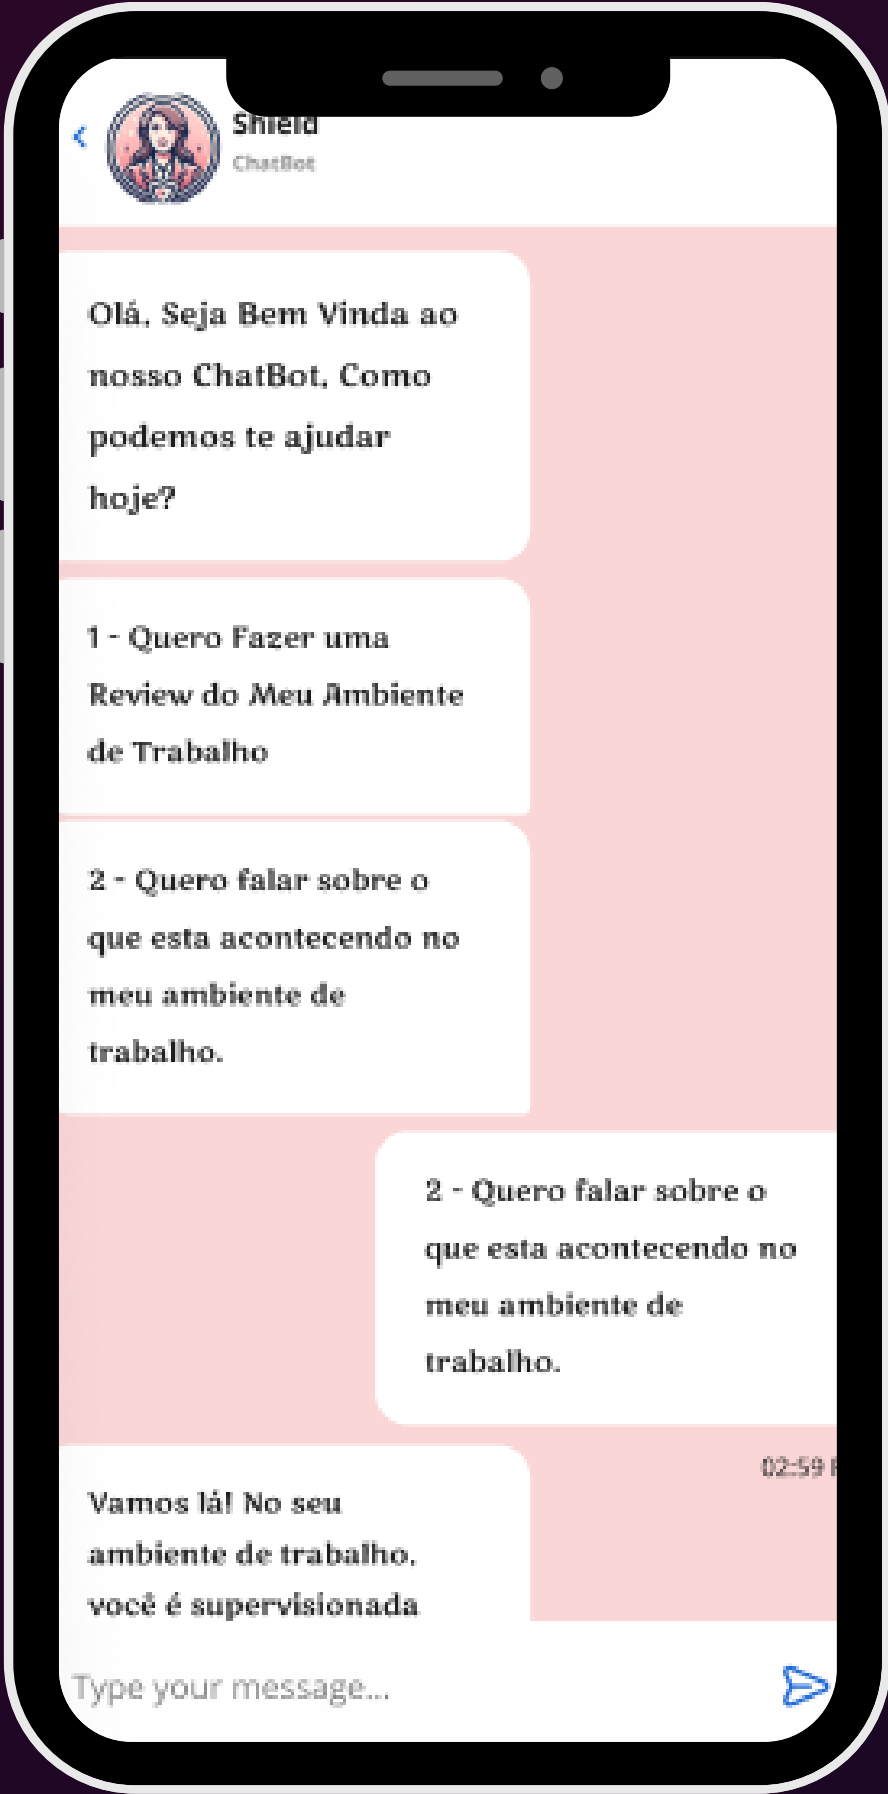 Shield
ChatBot
Olá, Seja Bem Vinda ao
nosso ChatBot, Como
podemos te ajudar
hoje?
1 - Quero Fazer uma
Review do Meu Ambiente
de Trabalho
2 - Quero falar sobre o
que esta acontecendo no
meu ambiente de
trabalho.
2 - Quero falar sobre o
que esta acontecendo no
meu ambiente de
trabalho.
02:59
Vamos lá! No seu
ambiente de trabalho,
você é supervisionada
Type your message...